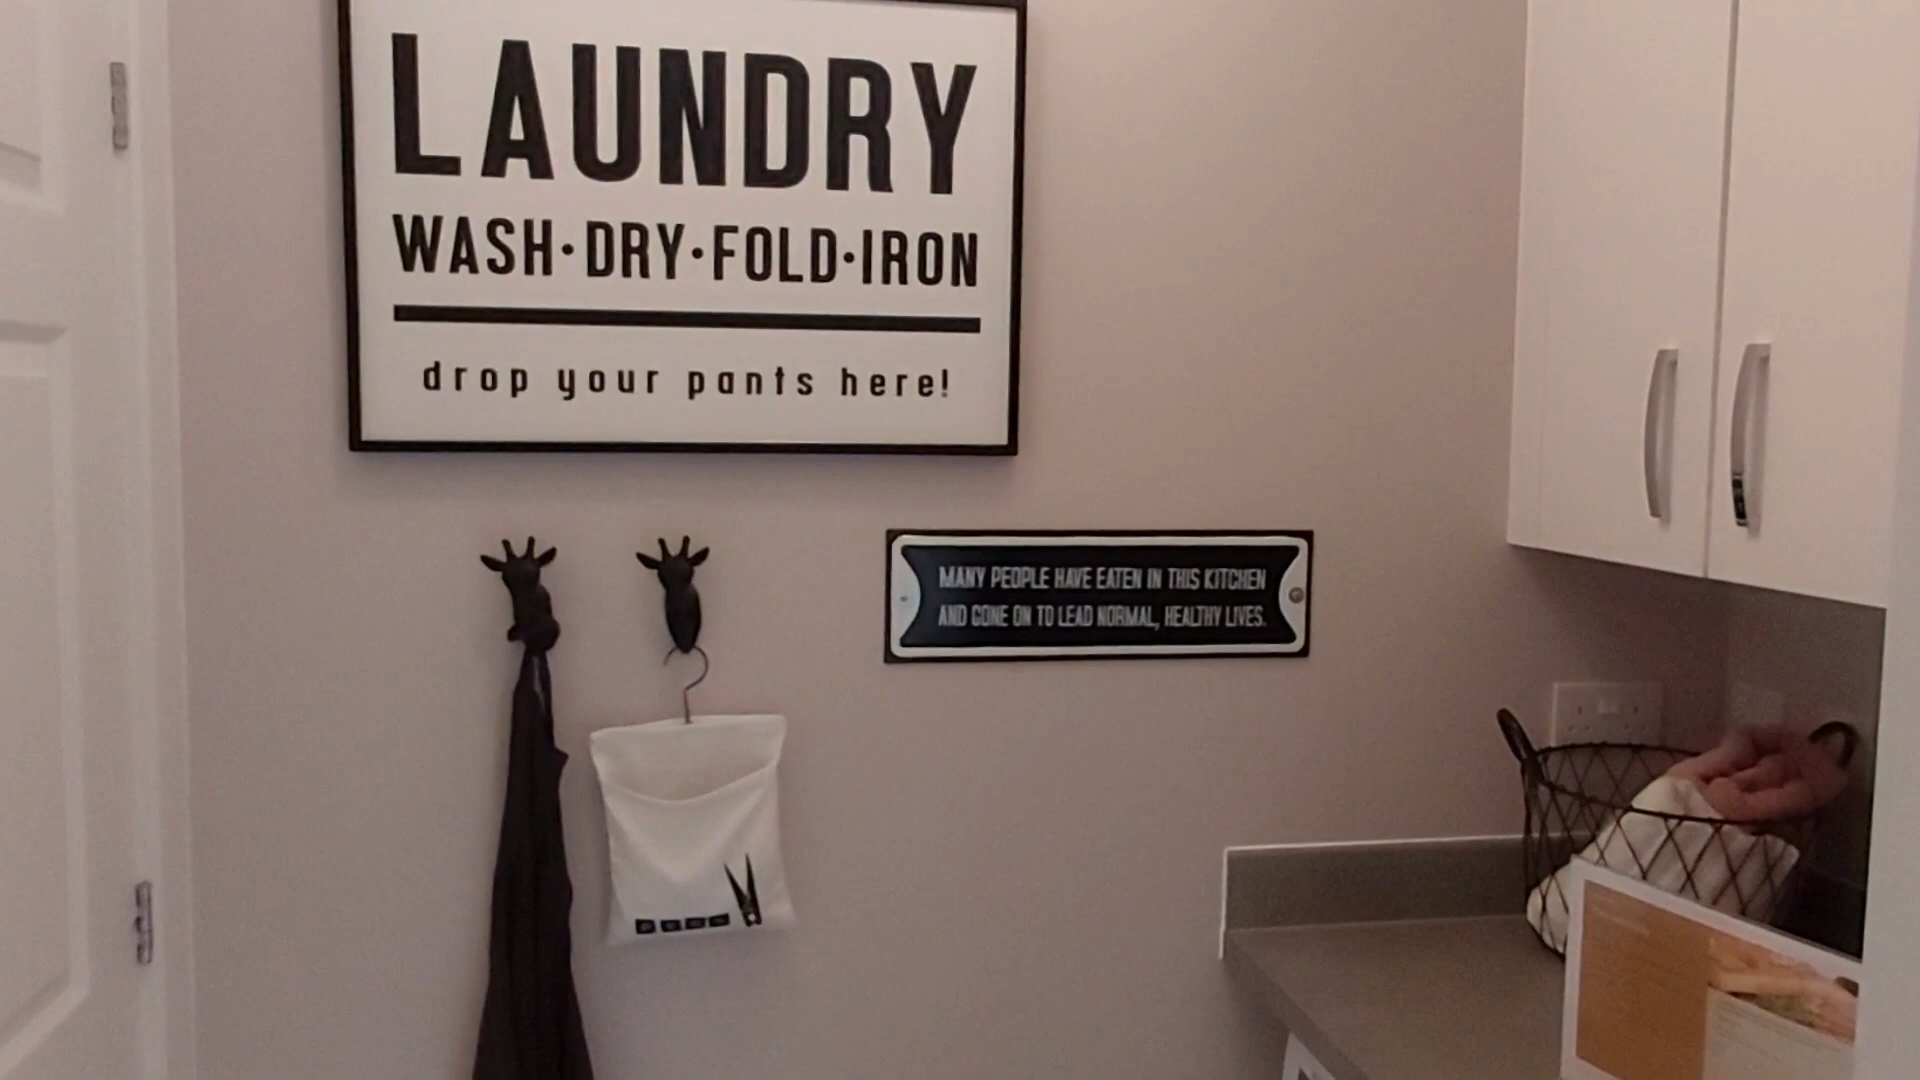 LAUNDRY
WASH·DRY·FOLD·IRON
drop your pants here!
MANY PEOPLE HAVE EATEN IN THIS KITCHEN
AND GONE ON TO LEAD NORMAL, HEALTHY LIVES.